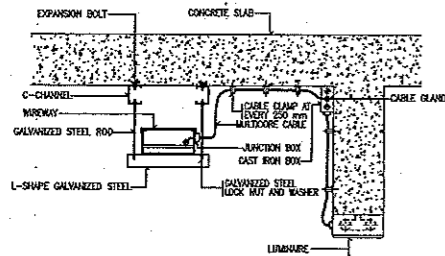 EXPANSION BOLT
CONCRETE SLAB
C-CHANNEL
WIREWAY
GALVANIZED STEEL ROD
CABLE CLAMP AT
EVERY 250 mm
MULTICORE CABLE
CABLE GLAND
JUNCTION BOX
CAST IRON BOX
L-SHAPE GALVANIZED STEEL
GALVANIZED STEEL
LOCK NUT AND WASHER
LUMINAIRE